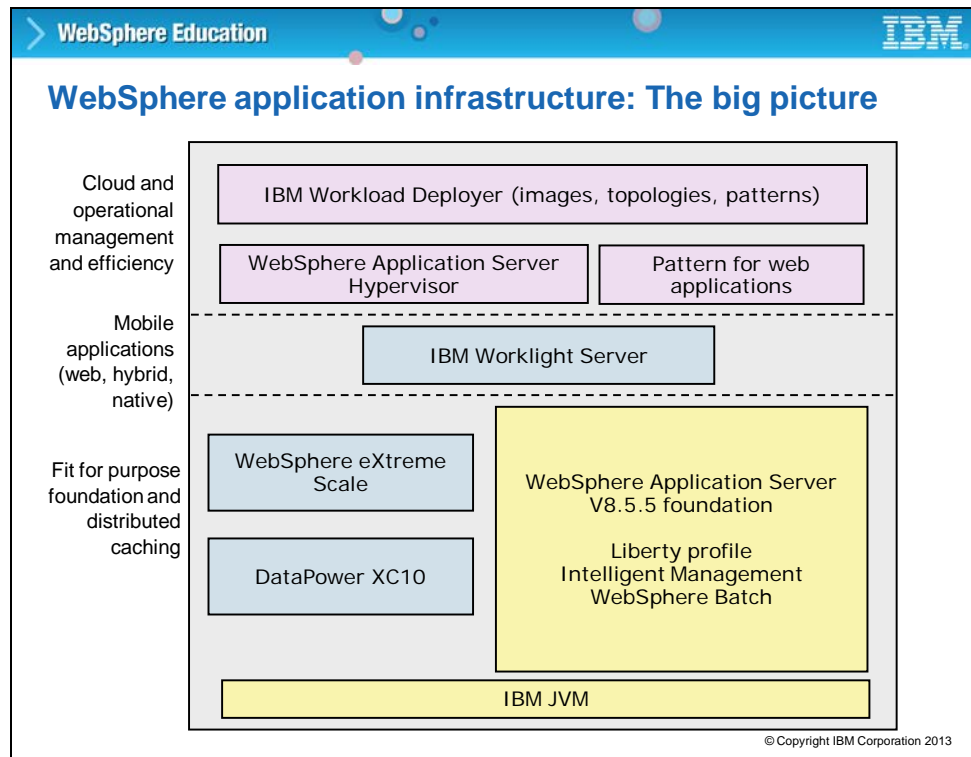 WebSphere Education
IBM
WebSphere application infrastructure: The big picture
Cloud and
operational
management
and efficiency
IBM Workload Deployer (images, topologies, patterns)
WebSphere Application Server
Hypervisor
Pattern for web
applications
Mobile
applications
(web, hybrid,
native)
IBM Worklight Server
Fit for purpose
foundation and
distributed
caching
WebSphere eXtreme
Scale
DataPower XC10
WebSphere Application Server
V8.5.5 foundation
Liberty profile
Intelligent Management
WebSphere Batch
IBM JVM
© Copyright IBM Corporation 2013